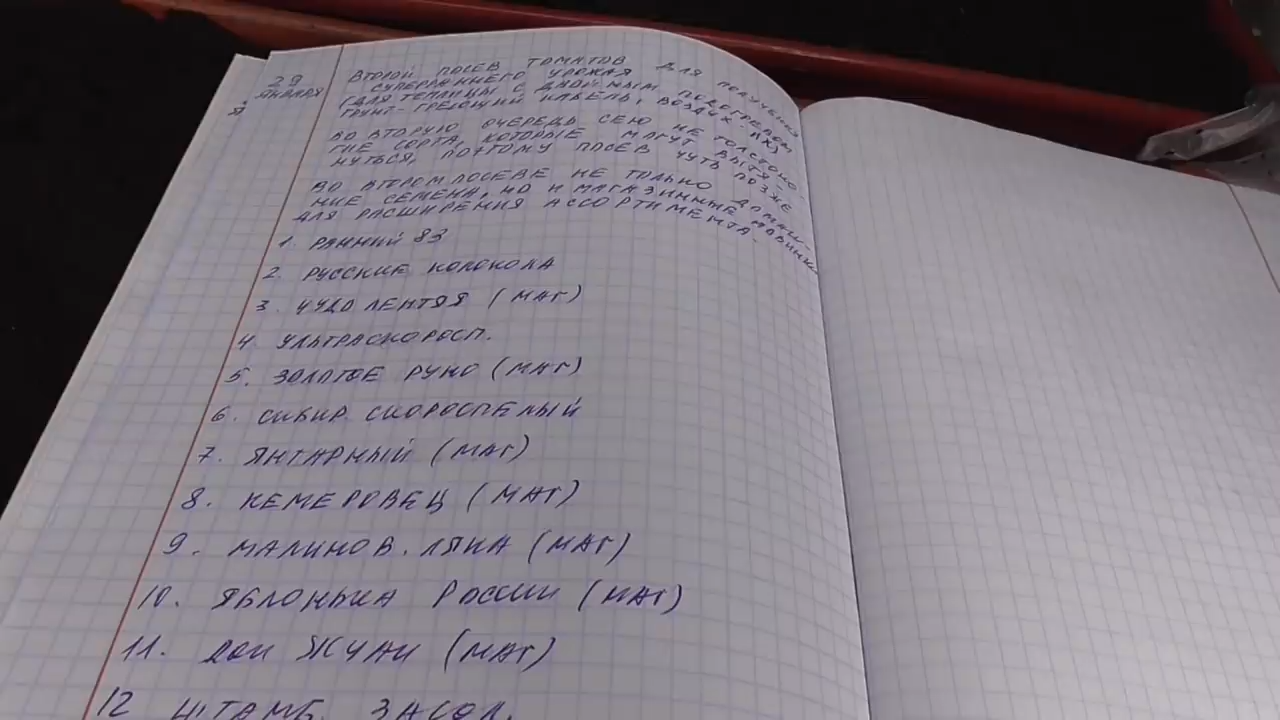 29
ЯНВАРЯ
ВТОРОЙ ПОСЕВ ТОМАТОВ ДЛЯ ПОЛУЧЕНИЯ
СУПЕРРАННЕГО УРОЖАЯ
(ДЛЯ ТЕПЛИЦЫ С ДВОЙНЫМ ПОДОГРЕВОМ
ГРУНТ-ГРЕЮЩИЙ КАБЕЛЬ, ВОЗДУХ-
ВО ВТОРУЮ ОЧЕРЕДЬ СЕЮ НЕ ТОЛСТОНО-
ГИЕ СОРТА, КОТОРЫЕ МОГУТ ВЫТЯ-
НУТЬСЯ, ПОЭТОМУ ПОСЕВ ЧУТЬ ПОЗЖЕ
ВО ВТОРОМ ПОСЕВЕ НЕ ТОЛЬКО ДОМАШ-
НИЕ СЕМЕНА, НО И МАГАЗИННЫЕ НОВИНКИ
ДЛЯ РАСШИРЕНИЯ АССОРТИМЕНТА.
1. РАННИЙ 83
2. РУССКИЕ КОЛОКОЛА
3. ЧУДО ЛЕНТЯЯ (МАГ)
4. УЛЬТРАСКОРОСП.
5. ЗОЛОТОЕ РУНО (МАГ)
6. СИБИР. СКОРОСПЕЛЫЙ
7. ЯНТАРНЫЙ (МАГ)
8. КЕМЕРОВЕЦ (МАГ)
9. МАЛИНОВ. ЛЯНА (МАГ)
10. ЯБЛОНЬКА РОССИИ (МАГ)
11. ДОН ЖУАН (МАГ)
12 ШТАМБ. ЗАСОЛ.